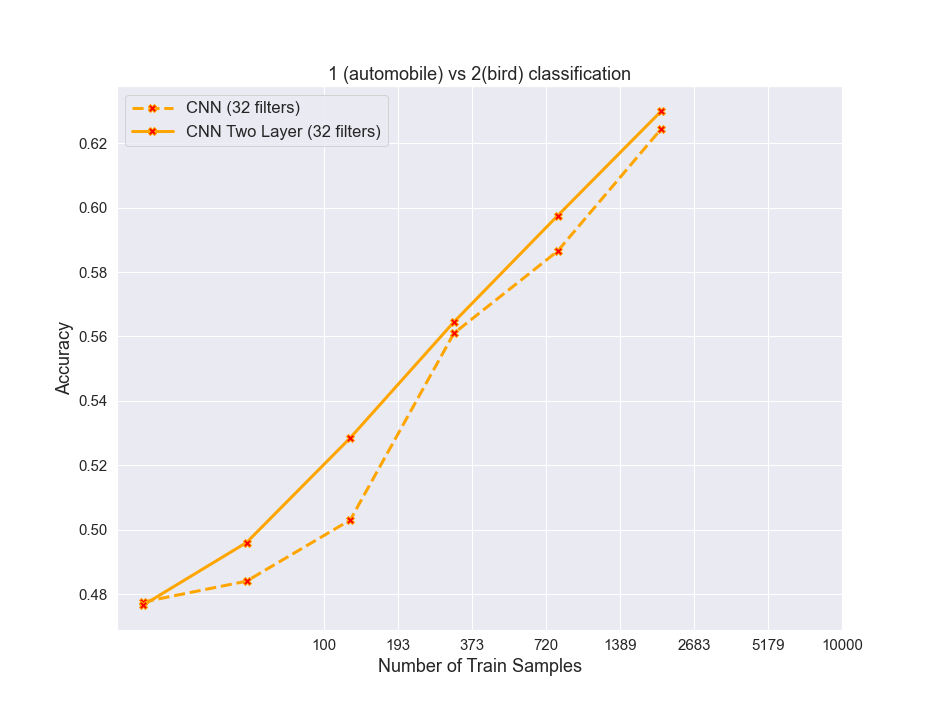 1 (automobile) vs 2(bird) classification
CNN (32 filters)
CNN Two Layer (32 filters)
0.62
0.60
0.58
0.56
0.54
0.52
0.50
0.48
Accuracy
100 193 373 720 1389 2683 5179 10000
Number of Train Samples